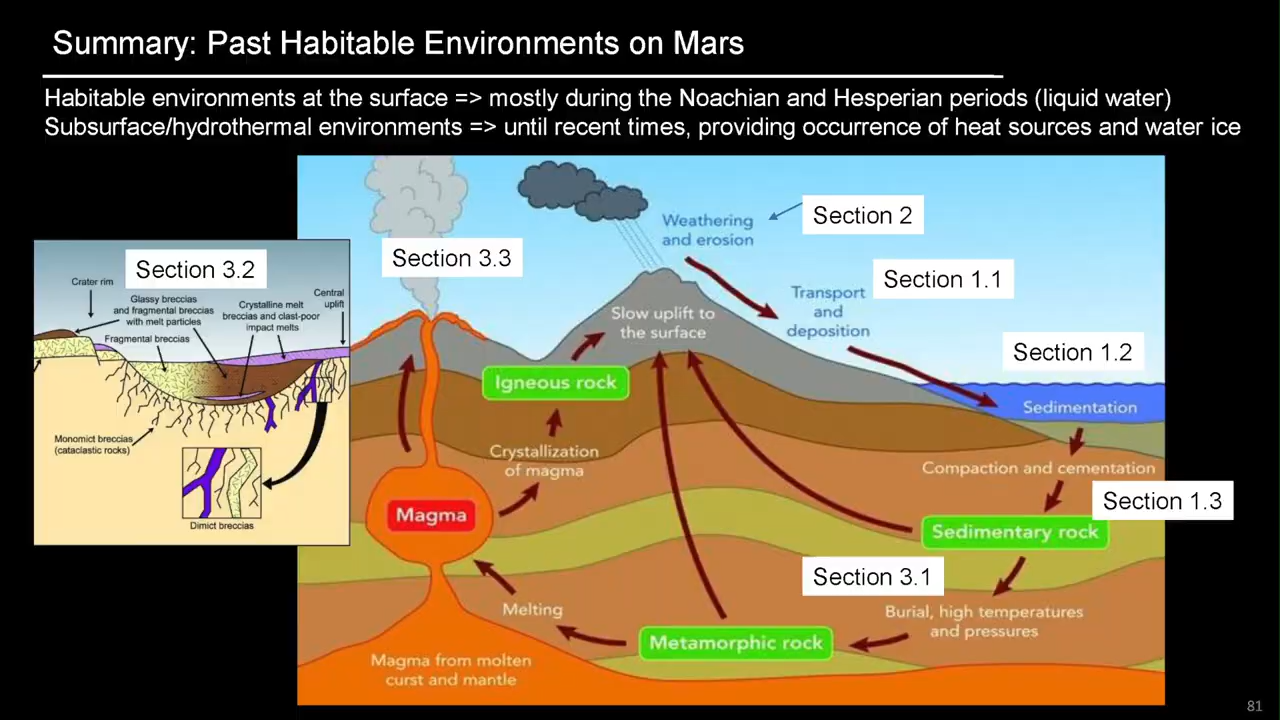 Summary: Past Habitable Environments on Mars
Habitable environments at the surface => mostly during the Noachian and Hesperian periods (liquid water)
Subsurface/hydrothermal environments => until recent times, providing occurrence of heat sources and water ice
Section 3.2
Crater rim
Glassy breccias
and fragmental breccias
with melt particles
Crystalline melt
breccias and clast-poor
impact melts
Central
uplift
Fragmental breccias
Monomict breccias
(cataclastic rocks)
Dimict breccias
Section 3.3
Weathering
and erosion
Section 2
Section 1.1
Transport
and
deposition
Slow uplift to
the surface
Section 1.2
Igneous rock
Sedimentation
Crystallization
of magma
Compaction and cementation
Section 1.3
Magma
Sedimentary rock
Section 3.1
Melting
Burial, high temperatures
and pressures
Metamorphic rock
Magma from molten
curst and mantle
81